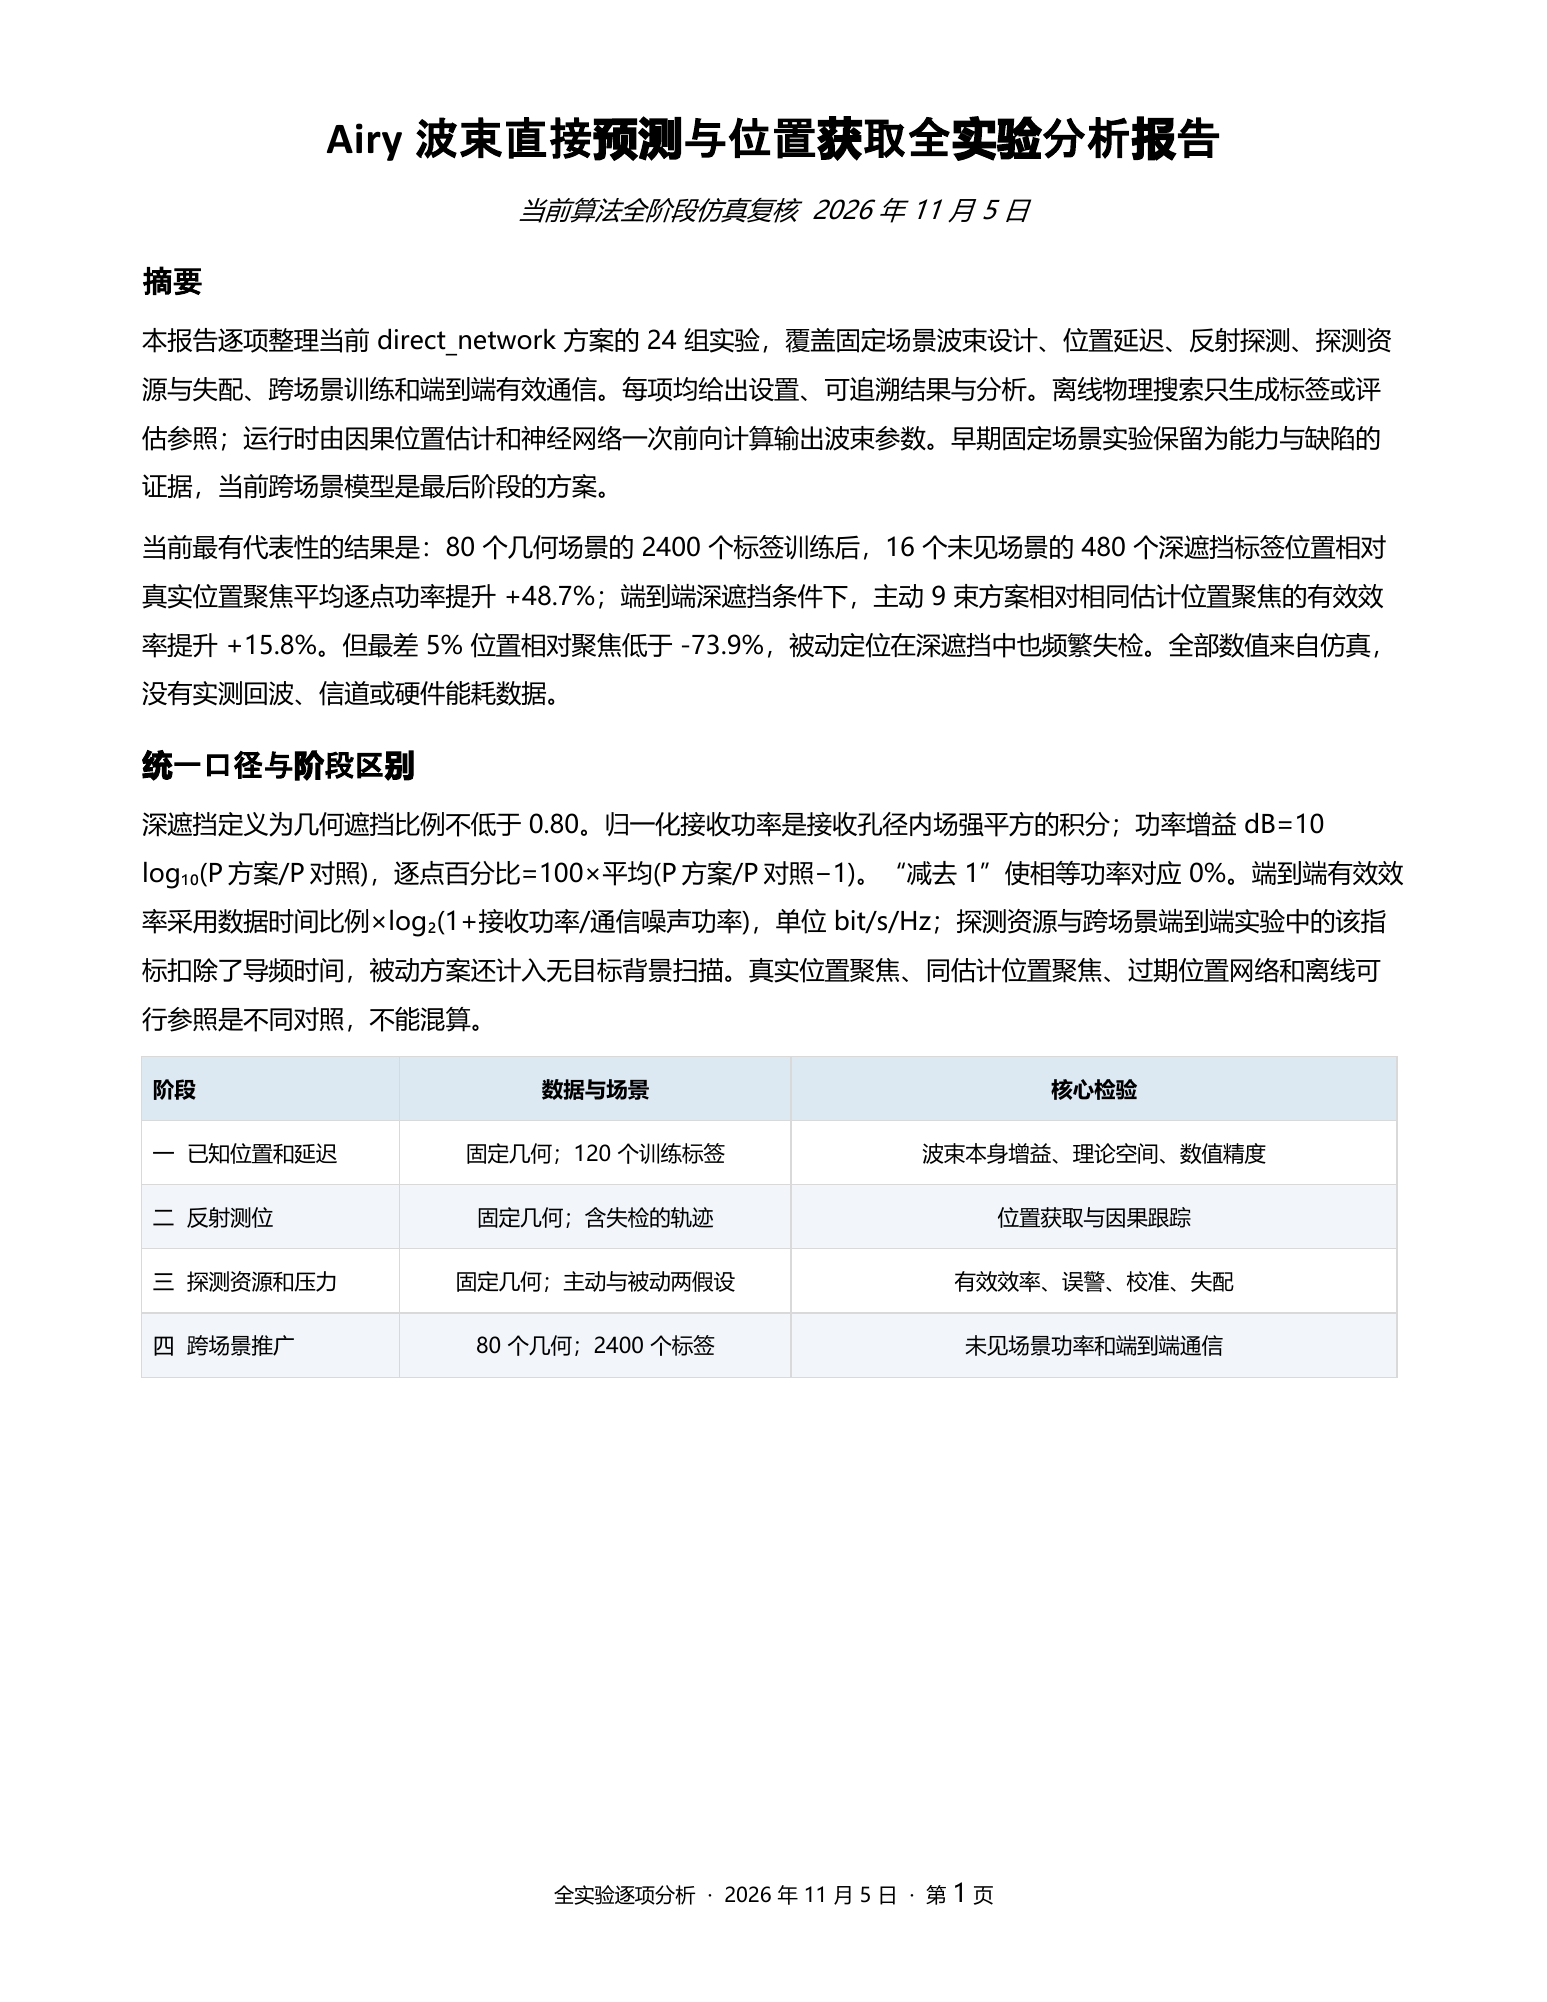 Airy 波束直接预测与位置获取全实验分析报告
当前算法全阶段仿真复核 2026 年 11 月 5 日
摘要
本报告逐项整理当前 direct_network 方案的 24 组实验，覆盖固定场景波束设计、位置延迟、反射探测、探测资
源与失配、跨场景训练和端到端有效通信。每项均给出设置、可追溯结果与分析。离线物理搜索只生成标签或评
估参照；运行时由因果位置估计和神经网络一次前向计算输出波束参数。早期固定场景实验保留为能力与缺陷的
证据，当前跨场景模型是最后阶段的方案。
当前最有代表性的结果是：80 个几何场景的 2400 个标签训练后，16 个未见场景的 480 个深遮挡标签位置相对
真实位置聚焦平均逐点功率提升 +48.7%；端到端深遮挡条件下，主动 9 束方案相对相同估计位置聚焦的有效效
率提升 +15.8%。但最差 5% 位置相对聚焦低于 -73.9%，被动定位在深遮挡中也频繁失检。全部数值来自仿真，
没有实测回波、信道或硬件能耗数据。
统一口径与阶段区别
深遮挡定义为几何遮挡比例不低于 0.80。归一化接收功率是接收孔径内场强平方的积分；功率增益 dB=10
log₁₀(P 方案/P 对照)，逐点百分比=100×平均(P 方案/P 对照−1)。“减去 1”使相等功率对应 0%。端到端有效效
率采用数据时间比例×log₂(1+接收功率/通信噪声功率)，单位 bit/s/Hz；探测资源与跨场景端到端实验中的该指
标扣除了导频时间，被动方案还计入无目标背景扫描。真实位置聚焦、同估计位置聚焦、过期位置网络和离线可
行参照是不同对照，不能混算。
阶段 数据与场景 核心检验
一 已知位置和延迟 固定几何；120 个训练标签 波束本身增益、理论空间、数值精度
二 反射测位 固定几何；含失检的轨迹 位置获取与因果跟踪
三 探测资源和压力 固定几何；主动与被动两假设 有效效率、误警、校准、失配
四 跨场景推广 80 个几何；2400 个标签 未见场景功率和端到端通信
全实验逐项分析 · 2026 年 11 月 5 日 · 第 1 页